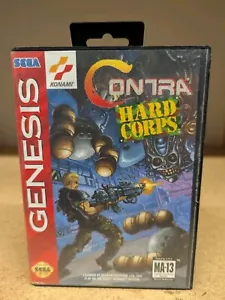 SEGA
KONAMI
CONTRA
HARD
CORPS
GENESIS
MA-13
SEGA